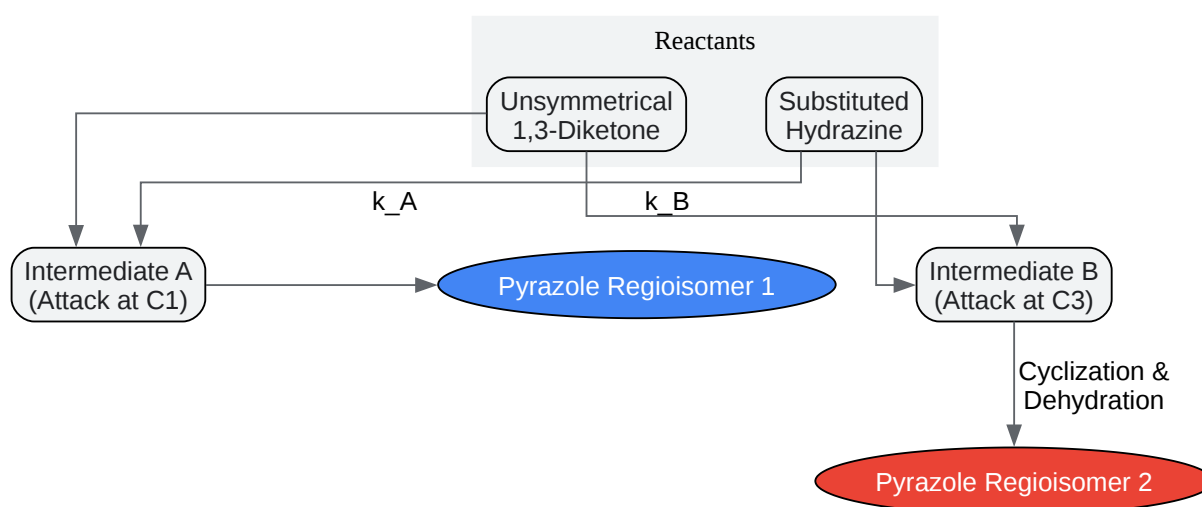 Reactants
Unsymmetrical
1,3-Diketone
Substituted
Hydrazine
k_A
k_B
Intermediate A
(Attack at C1)
Pyrazole Regioisomer 1
Intermediate B
(Attack at C3)
Cyclization &
Dehydration
Pyrazole Regioisomer 2